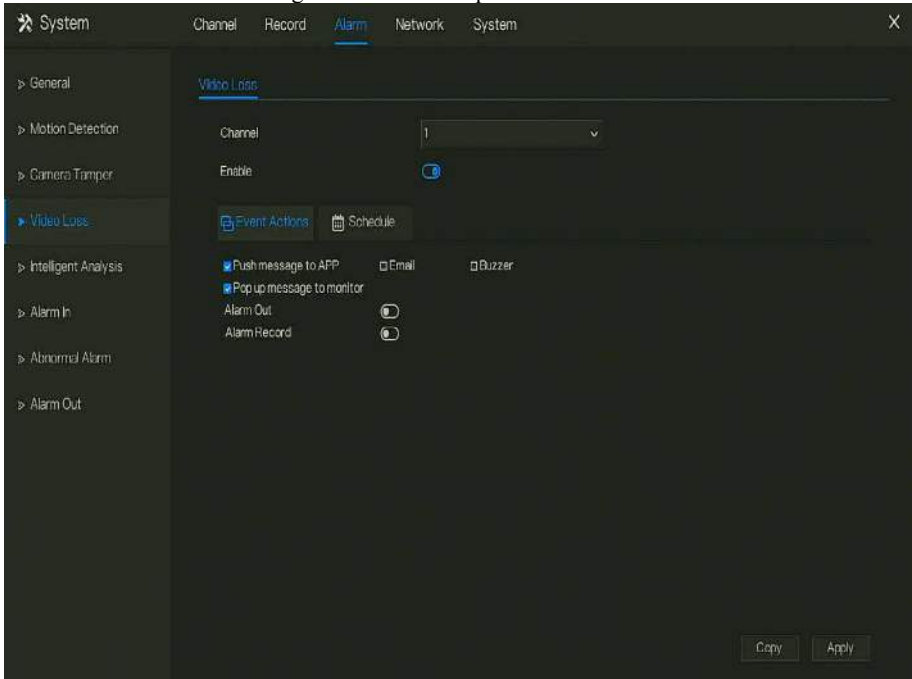 System Channel Record Alarm Network System X
General
Video Loss
Motion Detection
Channel 1
Camera Tamper
Enable
Video Loss
Event Actions Schedule
Intelligent Analysis
Push message to APP Email Buzzer
Pop up message to monitor
Alarm In
Alarm Out
Alarm Record
Abnormal Alarm
Alarm Out
Copy Apply